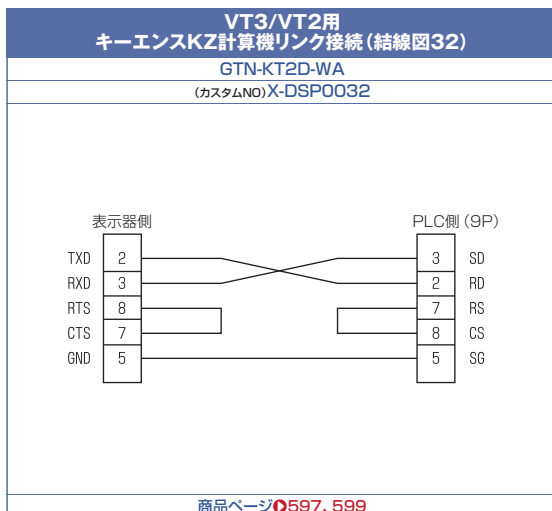 VT3/VT2用
キーエンスKZ計算機リンク接続(結線図32)
GTN-KT2D-WA
(カスタムNO)X-DSP0032
表示器側 PLC側(9P)
TXD 2 3 SD
RXD 3 2 RD
RTS 8 7 RS
CTS 7 8 CS
GND 5 5 SG
商品ページ597、599